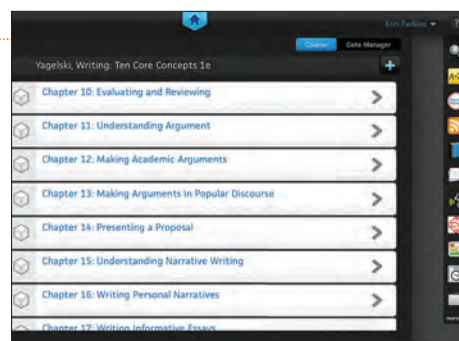 Erin Parkins
Course Date Manager
Yagelski, Writing: Ten Core Concepts 1e
Chapter 10: Evaluating and Reviewing
Chapter 11: Understanding Argument
Chapter 12: Making Academic Arguments
Chapter 13: Making Arguments in Popular Discourse
Chapter 14: Presenting a Proposal
Chapter 15: Understanding Narrative Writing
Chapter 16: Writing Personal Narratives
Chapter 17: Writing Informative Essays